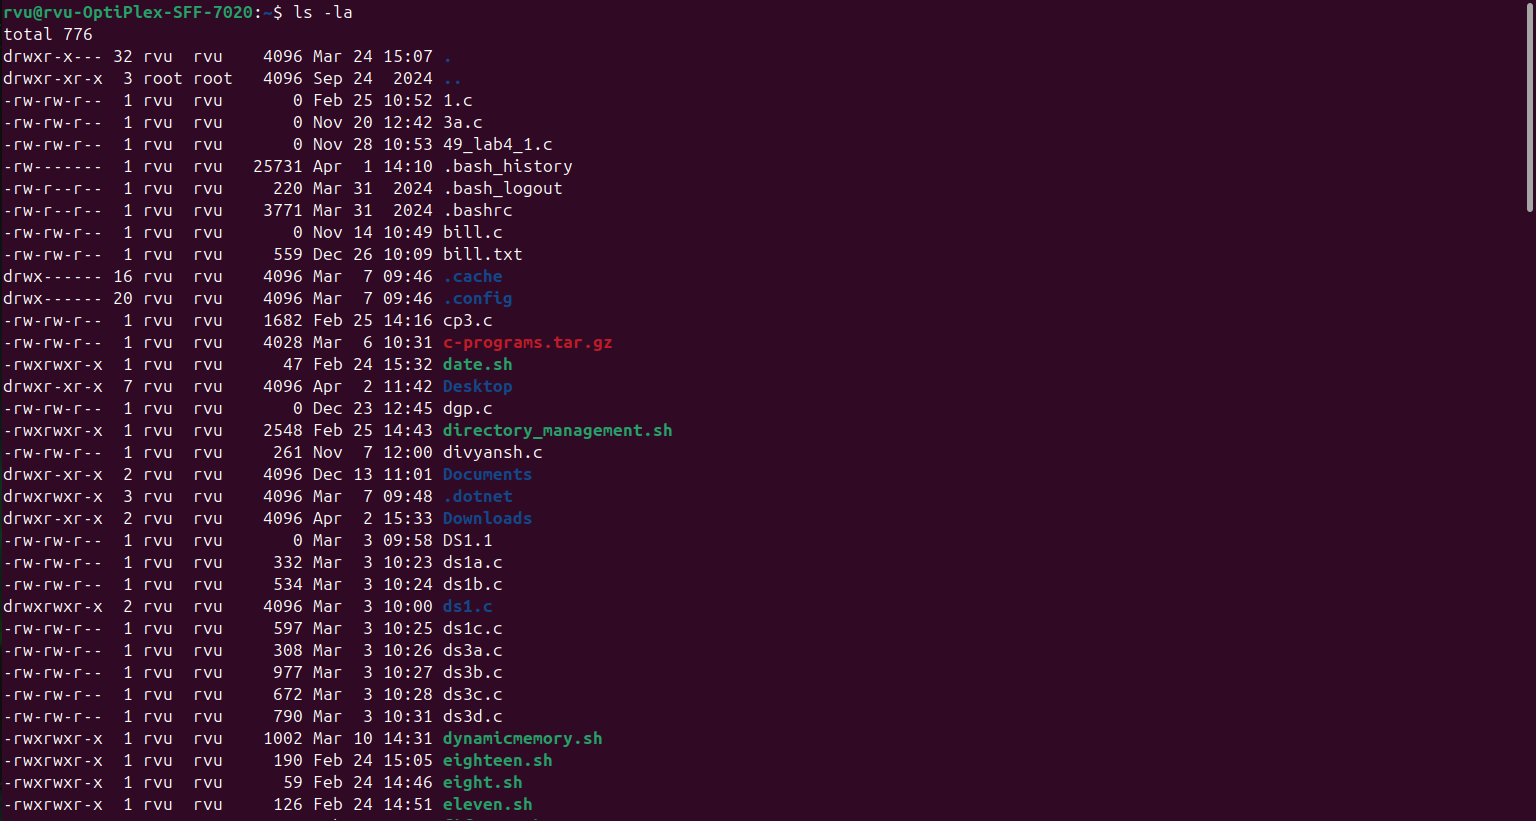 rvu@rvu-OptiPlex-SFF-7020:~$ ls -la
total 776
drwxr-x--- 32 rvu  rvu    4096 Mar 24 15:07 .
drwxr-xr-x  3 root root   4096 Sep 24  2024 ..
-rw-rw-r--  1 rvu  rvu       0 Feb 25 10:52 1.c
-rw-rw-r--  1 rvu  rvu       0 Nov 20 12:42 3a.c
-rw-rw-r--  1 rvu  rvu       0 Nov 28 10:53 49_lab4_1.c
-rw-------  1 rvu  rvu   25731 Apr  1 14:10 .bash_history
-rw-r--r--  1 rvu  rvu     220 Mar 31  2024 .bash_logout
-rw-r--r--  1 rvu  rvu    3771 Mar 31  2024 .bashrc
-rw-rw-r--  1 rvu  rvu       0 Nov 14 10:49 bill.c
-rw-rw-r--  1 rvu  rvu     559 Dec 26 10:09 bill.txt
drwx------ 16 rvu  rvu    4096 Mar  7 09:46 .cache
drwx------ 20 rvu  rvu    4096 Mar  7 09:46 .config
-rw-rw-r--  1 rvu  rvu    1682 Feb 25 14:16 cp3.c
-rw-rw-r--  1 rvu  rvu    4028 Mar  6 10:31 c-programs.tar.gz
-rwxrwxr-x  1 rvu  rvu      47 Feb 24 15:32 date.sh
drwxr-xr-x  7 rvu  rvu    4096 Apr  2 11:42 Desktop
-rw-rw-r--  1 rvu  rvu       0 Dec 23 12:45 dgp.c
-rwxrwxr-x  1 rvu  rvu    2548 Feb 25 14:43 directory_management.sh
-rw-rw-r--  1 rvu  rvu     261 Nov  7 12:00 divyansh.c
drwxr-xr-x  2 rvu  rvu    4096 Dec 13 11:01 Documents
drwxrwxr-x  3 rvu  rvu    4096 Mar  7 09:48 .dotnet
drwxr-xr-x  2 rvu  rvu    4096 Apr  2 15:33 Downloads
-rw-rw-r--  1 rvu  rvu       0 Mar  3 09:58 DS1.1
-rw-rw-r--  1 rvu  rvu     332 Mar  3 10:23 ds1a.c
-rw-rw-r--  1 rvu  rvu     534 Mar  3 10:24 ds1b.c
drwxrwxr-x  2 rvu  rvu    4096 Mar  3 10:00 ds1.c
-rw-rw-r--  1 rvu  rvu     597 Mar  3 10:25 ds1c.c
-rw-rw-r--  1 rvu  rvu     308 Mar  3 10:26 ds3a.c
-rw-rw-r--  1 rvu  rvu     977 Mar  3 10:27 ds3b.c
-rw-rw-r--  1 rvu  rvu     672 Mar  3 10:28 ds3c.c
-rw-rw-r--  1 rvu  rvu     790 Mar  3 10:31 ds3d.c
-rwxrwxr-x  1 rvu  rvu    1002 Mar 10 14:31 dynamicmemory.sh
-rwxrwxr-x  1 rvu  rvu     190 Feb 24 15:05 eighteen.sh
-rwxrwxr-x  1 rvu  rvu      59 Feb 24 14:46 eight.sh
-rwxrwxr-x  1 rvu  rvu     126 Feb 24 14:51 eleven.sh